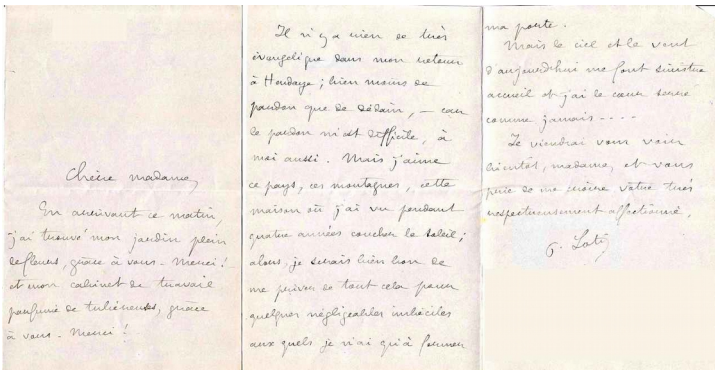 Chère madame,
En arrivant ce matin,
j'ai trouvé mon jardin plein
de fleurs, grâce à vous - Merci!
et mon cabinet de travail
parfumé de tubéreuses, grâce
à vous - Merci!
Il n'y a rien de très
évangélique dans mon retour
à Hendaye; bien moins de
pardon que de dédain, — car
le pardon m'est difficile, à
moi aussi. Mais j'aime
ce pays, ces montagnes, cette
maison où j'ai vu pendant
quatre années coucher le soleil;
alors, je serais bien bon de
me priver de tout cela pour
quelques négligeables imbéciles
aux quels je n'ai qu'à fermer
ma porte.
Mais le ciel et le vent
d'aujourd'hui me font sinistre
accueil et j'ai le cœur serré
comme jamais ....
Je viendrai vous voir
bientôt, madame, et vous
prie de me croire votre très
respectueusement affectionné,
P. Loti